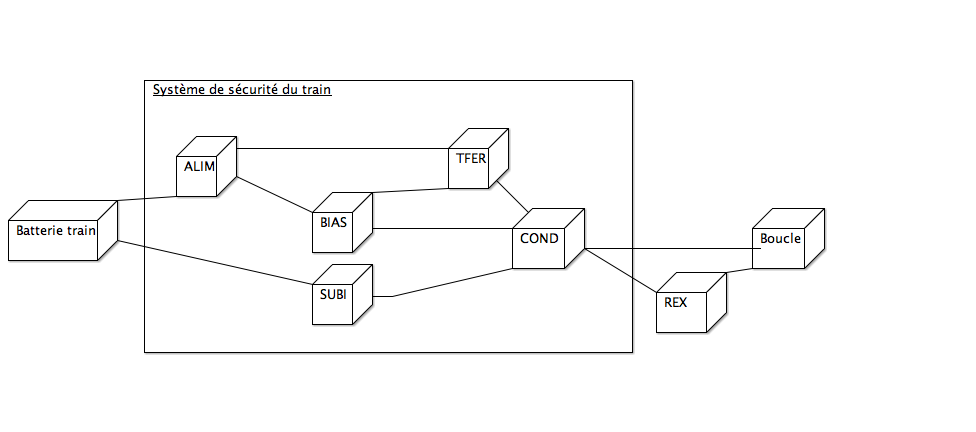 Système de sécurité du train
ALIM
TFER
Batterie train
BIAS
COND
Boucle
SUBI
REX